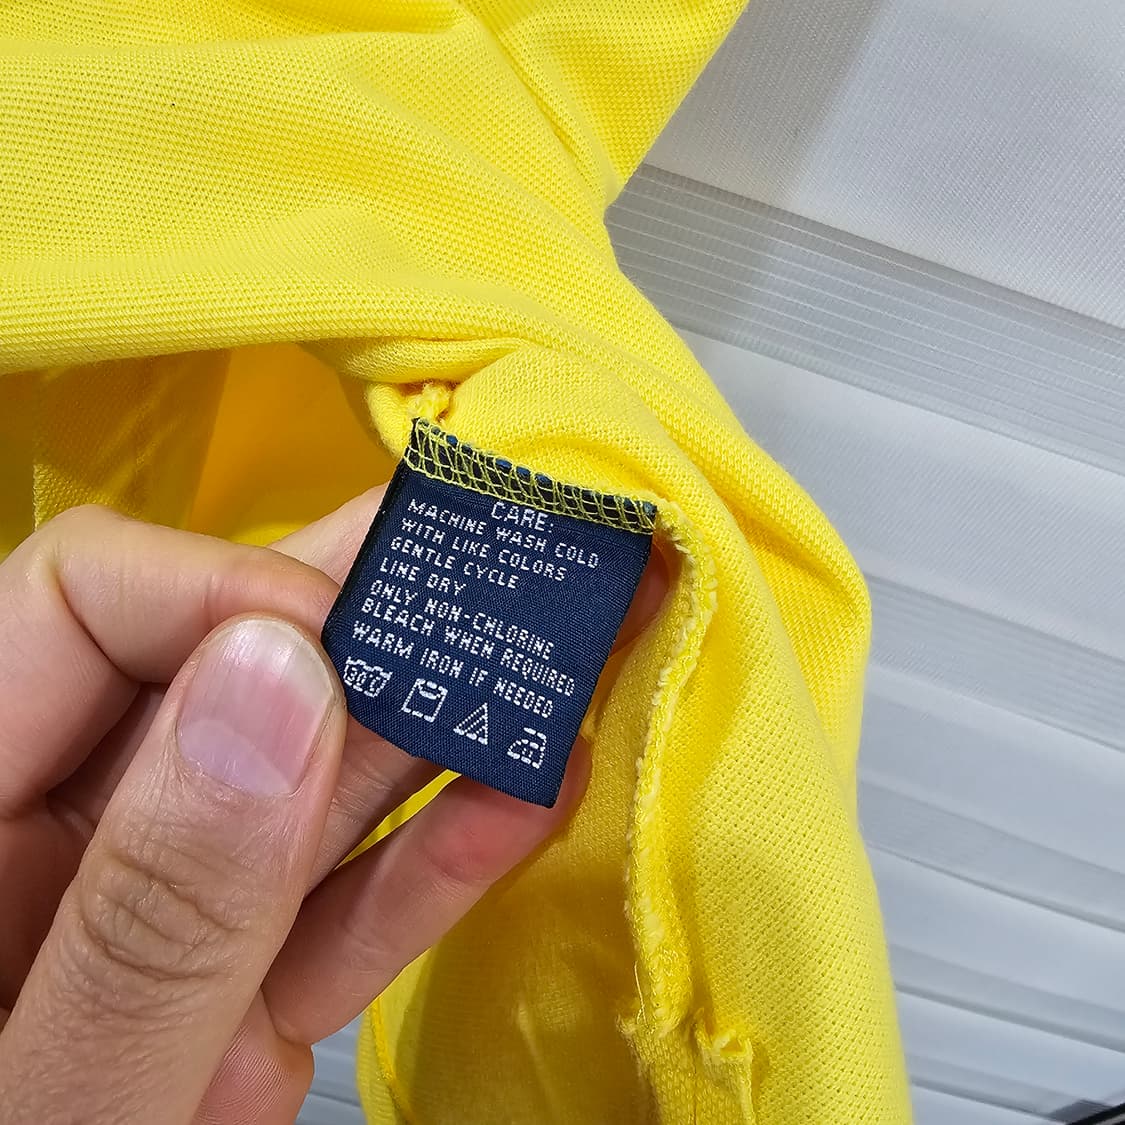 CARE:
MACHINE WASH COLD
WITH LIKE COLORS
GENTLE CYCLE
LINE DRY
ONLY NON-CHLORINE
BLEACH WHEN REQUIRED
WARM IRON IF NEEDED